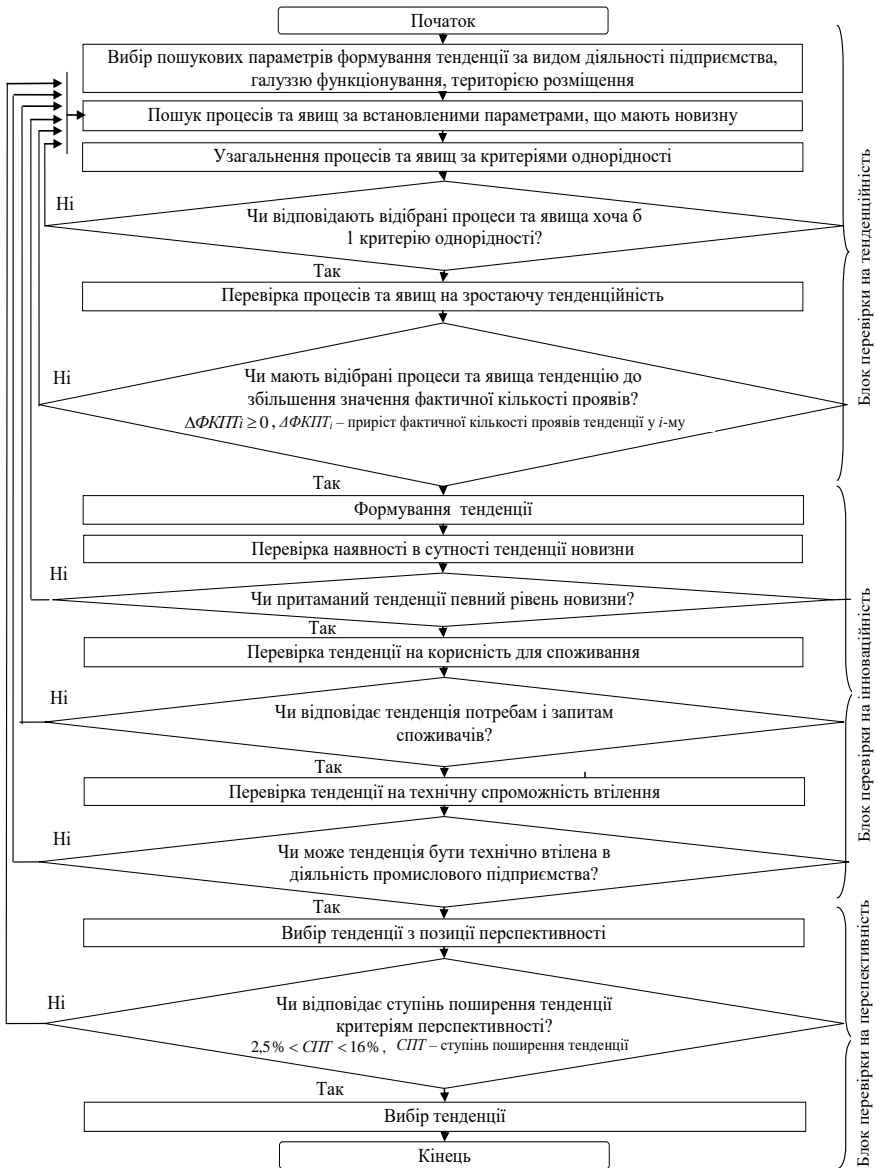 Початок
Вибір пошукових параметрів формування тенденції за видом діяльності підприємства,
галуззю функціонування, територією розміщення
Пошук процесів та явищ за встановленими параметрами, що мають новизну
Узагальнення процесів та явищ за критеріями однорідності
Ні
Чи відповідають відібрані процеси та явища хоча б
1 критерію однорідності?
Так
Перевірка процесів та явищ на зростаючу тенденційність
Блок перевірки на тенденційність
Ні
Чи мають відібрані процеси та явища тенденцію до
збільшення значення фактичної кількості проявів?
ΔФКПТi ≥ 0 , ΔФКПТi – приріст фактичної кількості проявів тенденції у i-му
Так
Формування тенденції
Перевірка наявності в сутності тенденції новизни
Ні
Чи притаманий тенденції певний рівень новизни?
Так
Перевірка тенденції на корисність для споживання
Ні
Чи відповідає тенденція потребам і запитам
споживачів?
Так
Перевірка тенденції на технічну спроможність втілення
Блок перевірки на інноваційність
Ні
Чи може тенденція бути технічно втілена в
діяльність промислового підприємства?
Так
Вибір тенденції з позиції перспективності
Ні
Чи відповідає ступінь поширення тенденції
критеріям перспективності?
2,5% < СПТ < 16% , СПТ – ступінь поширення тенденції
Так
Вибір тенденції
Кінець
Блок перевірки на перспективність